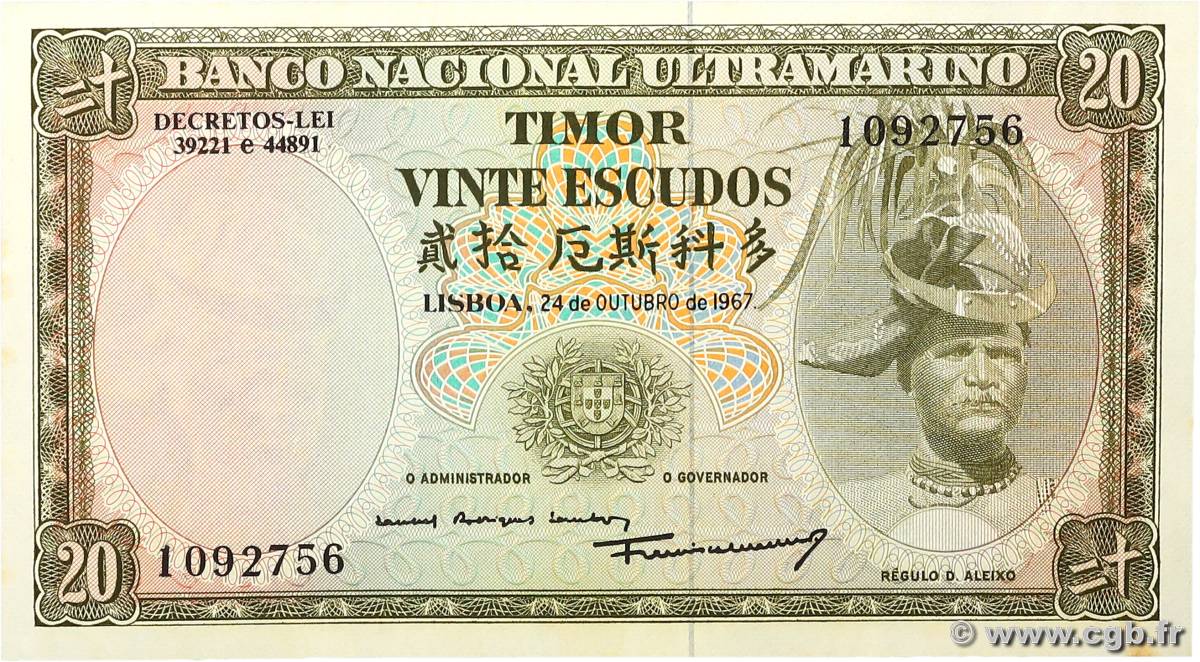 二十
BANCO NACIONAL ULTRAMARINO
20
DECRETOS-LEI
39221 e 44891
TIMOR
1092756
VINTE ESCUDOS
貳拾厄斯科多
LISBOA, 24 de OUTUBRO de 1967
O ADMINISTRADOR
O GOVERNADOR
20
1092756
RÉGULO D. ALEIXO
二十
© www.cgb.fr